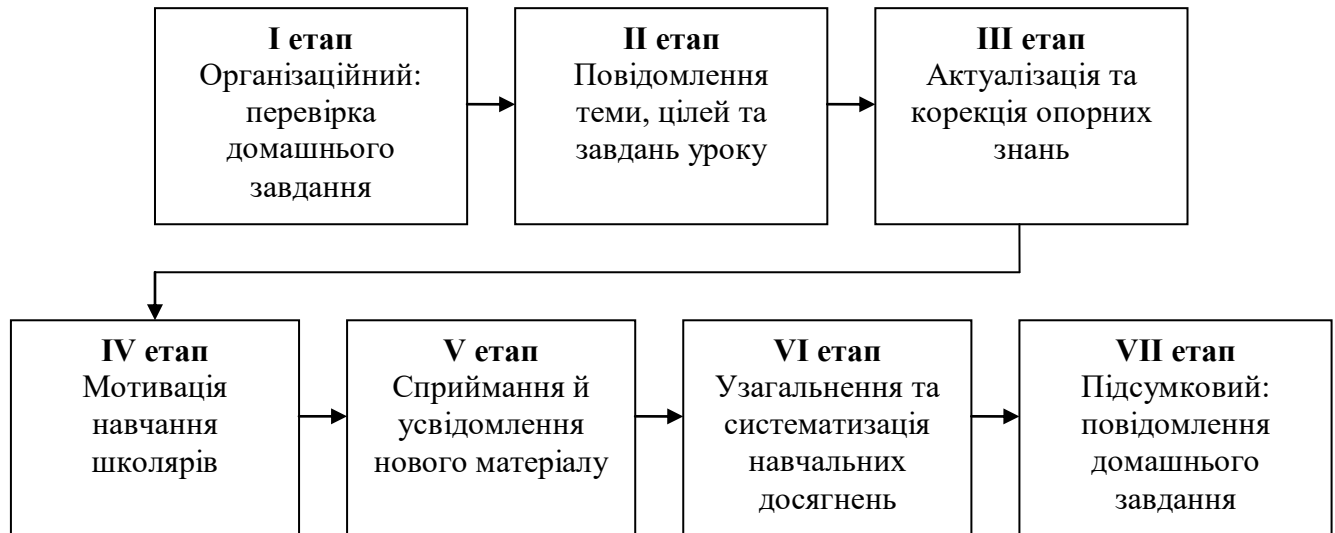 I етап
Організаційний:
перевірка
домашнього
завдання
II етап
Повідомлення
теми, цілей та
завдань уроку
III етап
Актуалізація та
корекція опорних
знань
IV етап
Мотивація
навчання
школярів
V етап
Сприймання й
усвідомлення
нового матеріалу
VI етап
Узагальнення та
систематизація
навчальних
досягнень
VII етап
Підсумковий:
повідомлення
домашнього
завдання